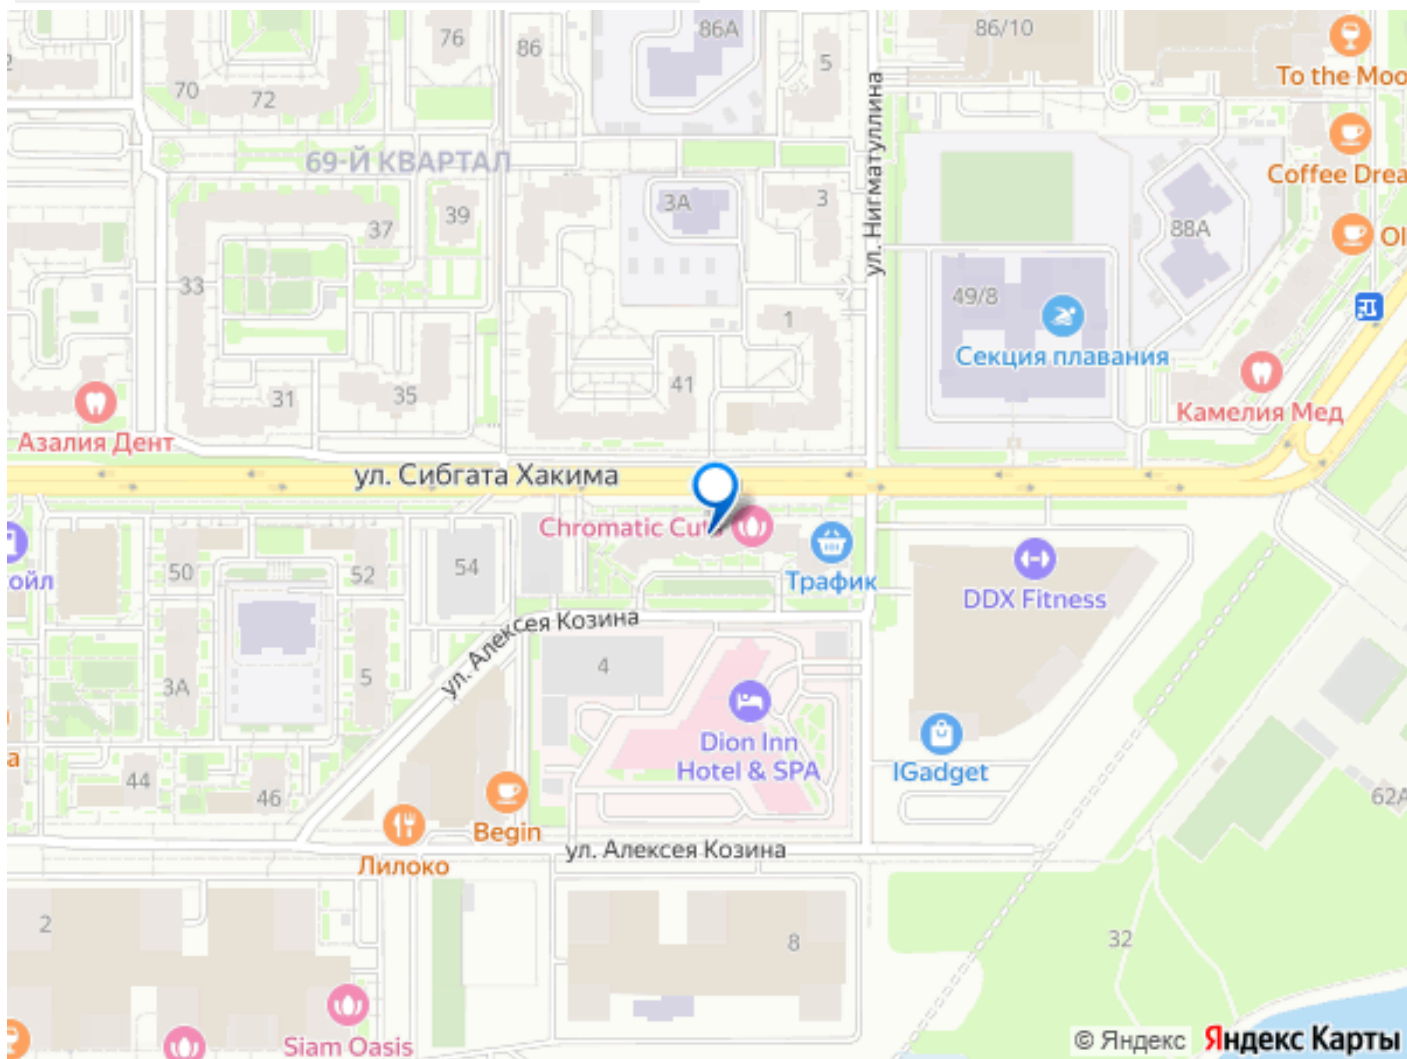 76
86
86А
5
86/10
To the Moo
70
72
Coffee Drea
69-Й КВАРТАЛ
ул. Нигматуллина
3А
3
39
37
88А
Ol
33
49/8
1
Секция плавания
41
35
31
Камелия Мед
Азалия Дент
ул. Сибгата Хакима
Chromatic Cut
50
52
54
ойл
Трафик
DDX Fitness
ул. Алексея Козина
4
3А
5
Dion Inn
Hotel & SPA
а
IGadget
44
46
62А
Begin
ул. Алексея Козина
Лилоко
2
8
32
Siam Oasis
© Яндекс Яндекс Карты